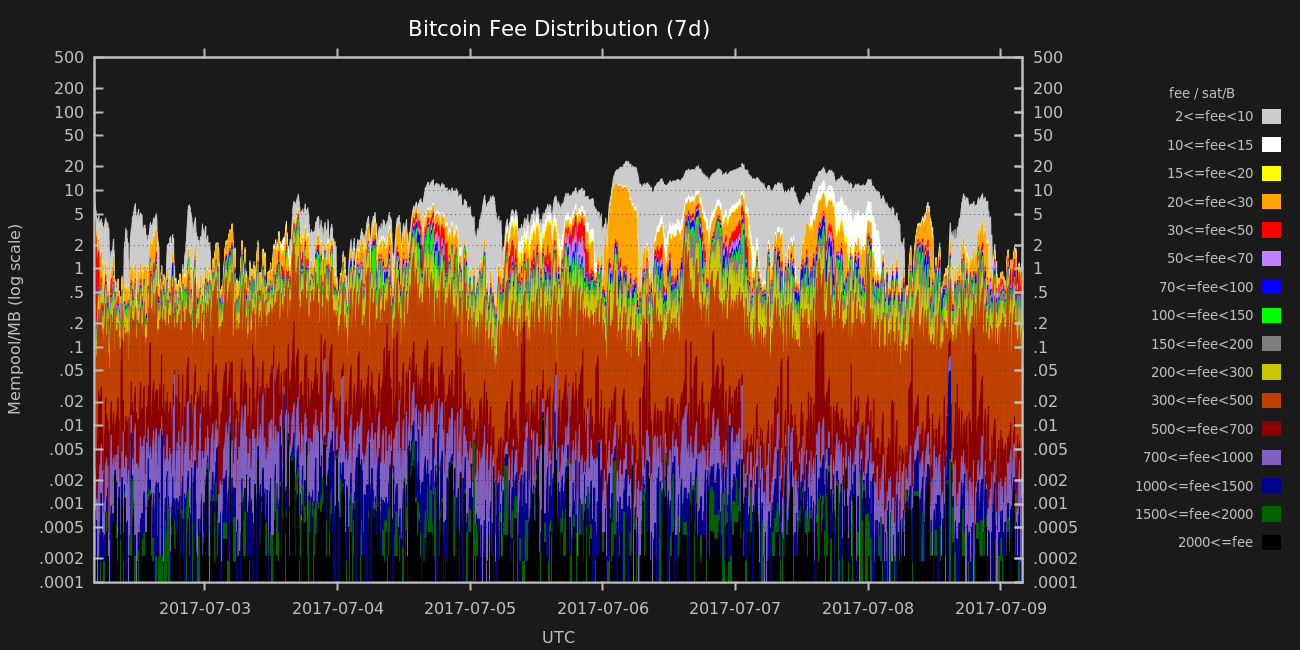 Bitcoin Fee Distribution (7d)
500
200
100
50
20
10
5
2
1
.5
.2
.1
.05
.02
.01
.005
.002
.001
.0005
.0002
.0001
Mempool/MB (log scale)
500
200
100
50
20
10
5
2
1
.5
.2
.1
.05
.02
.01
.005
.002
.001
.0005
.0002
.0001
2017-07-03 2017-07-04 2017-07-05 2017-07-06 2017-07-07 2017-07-08 2017-07-09
UTC
fee / sat/B
2<=fee<10
10<=fee<15
15<=fee<20
20<=fee<30
30<=fee<50
50<=fee<70
70<=fee<100
100<=fee<150
150<=fee<200
200<=fee<300
300<=fee<500
500<=fee<700
700<=fee<1000
1000<=fee<1500
1500<=fee<2000
2000<=fee